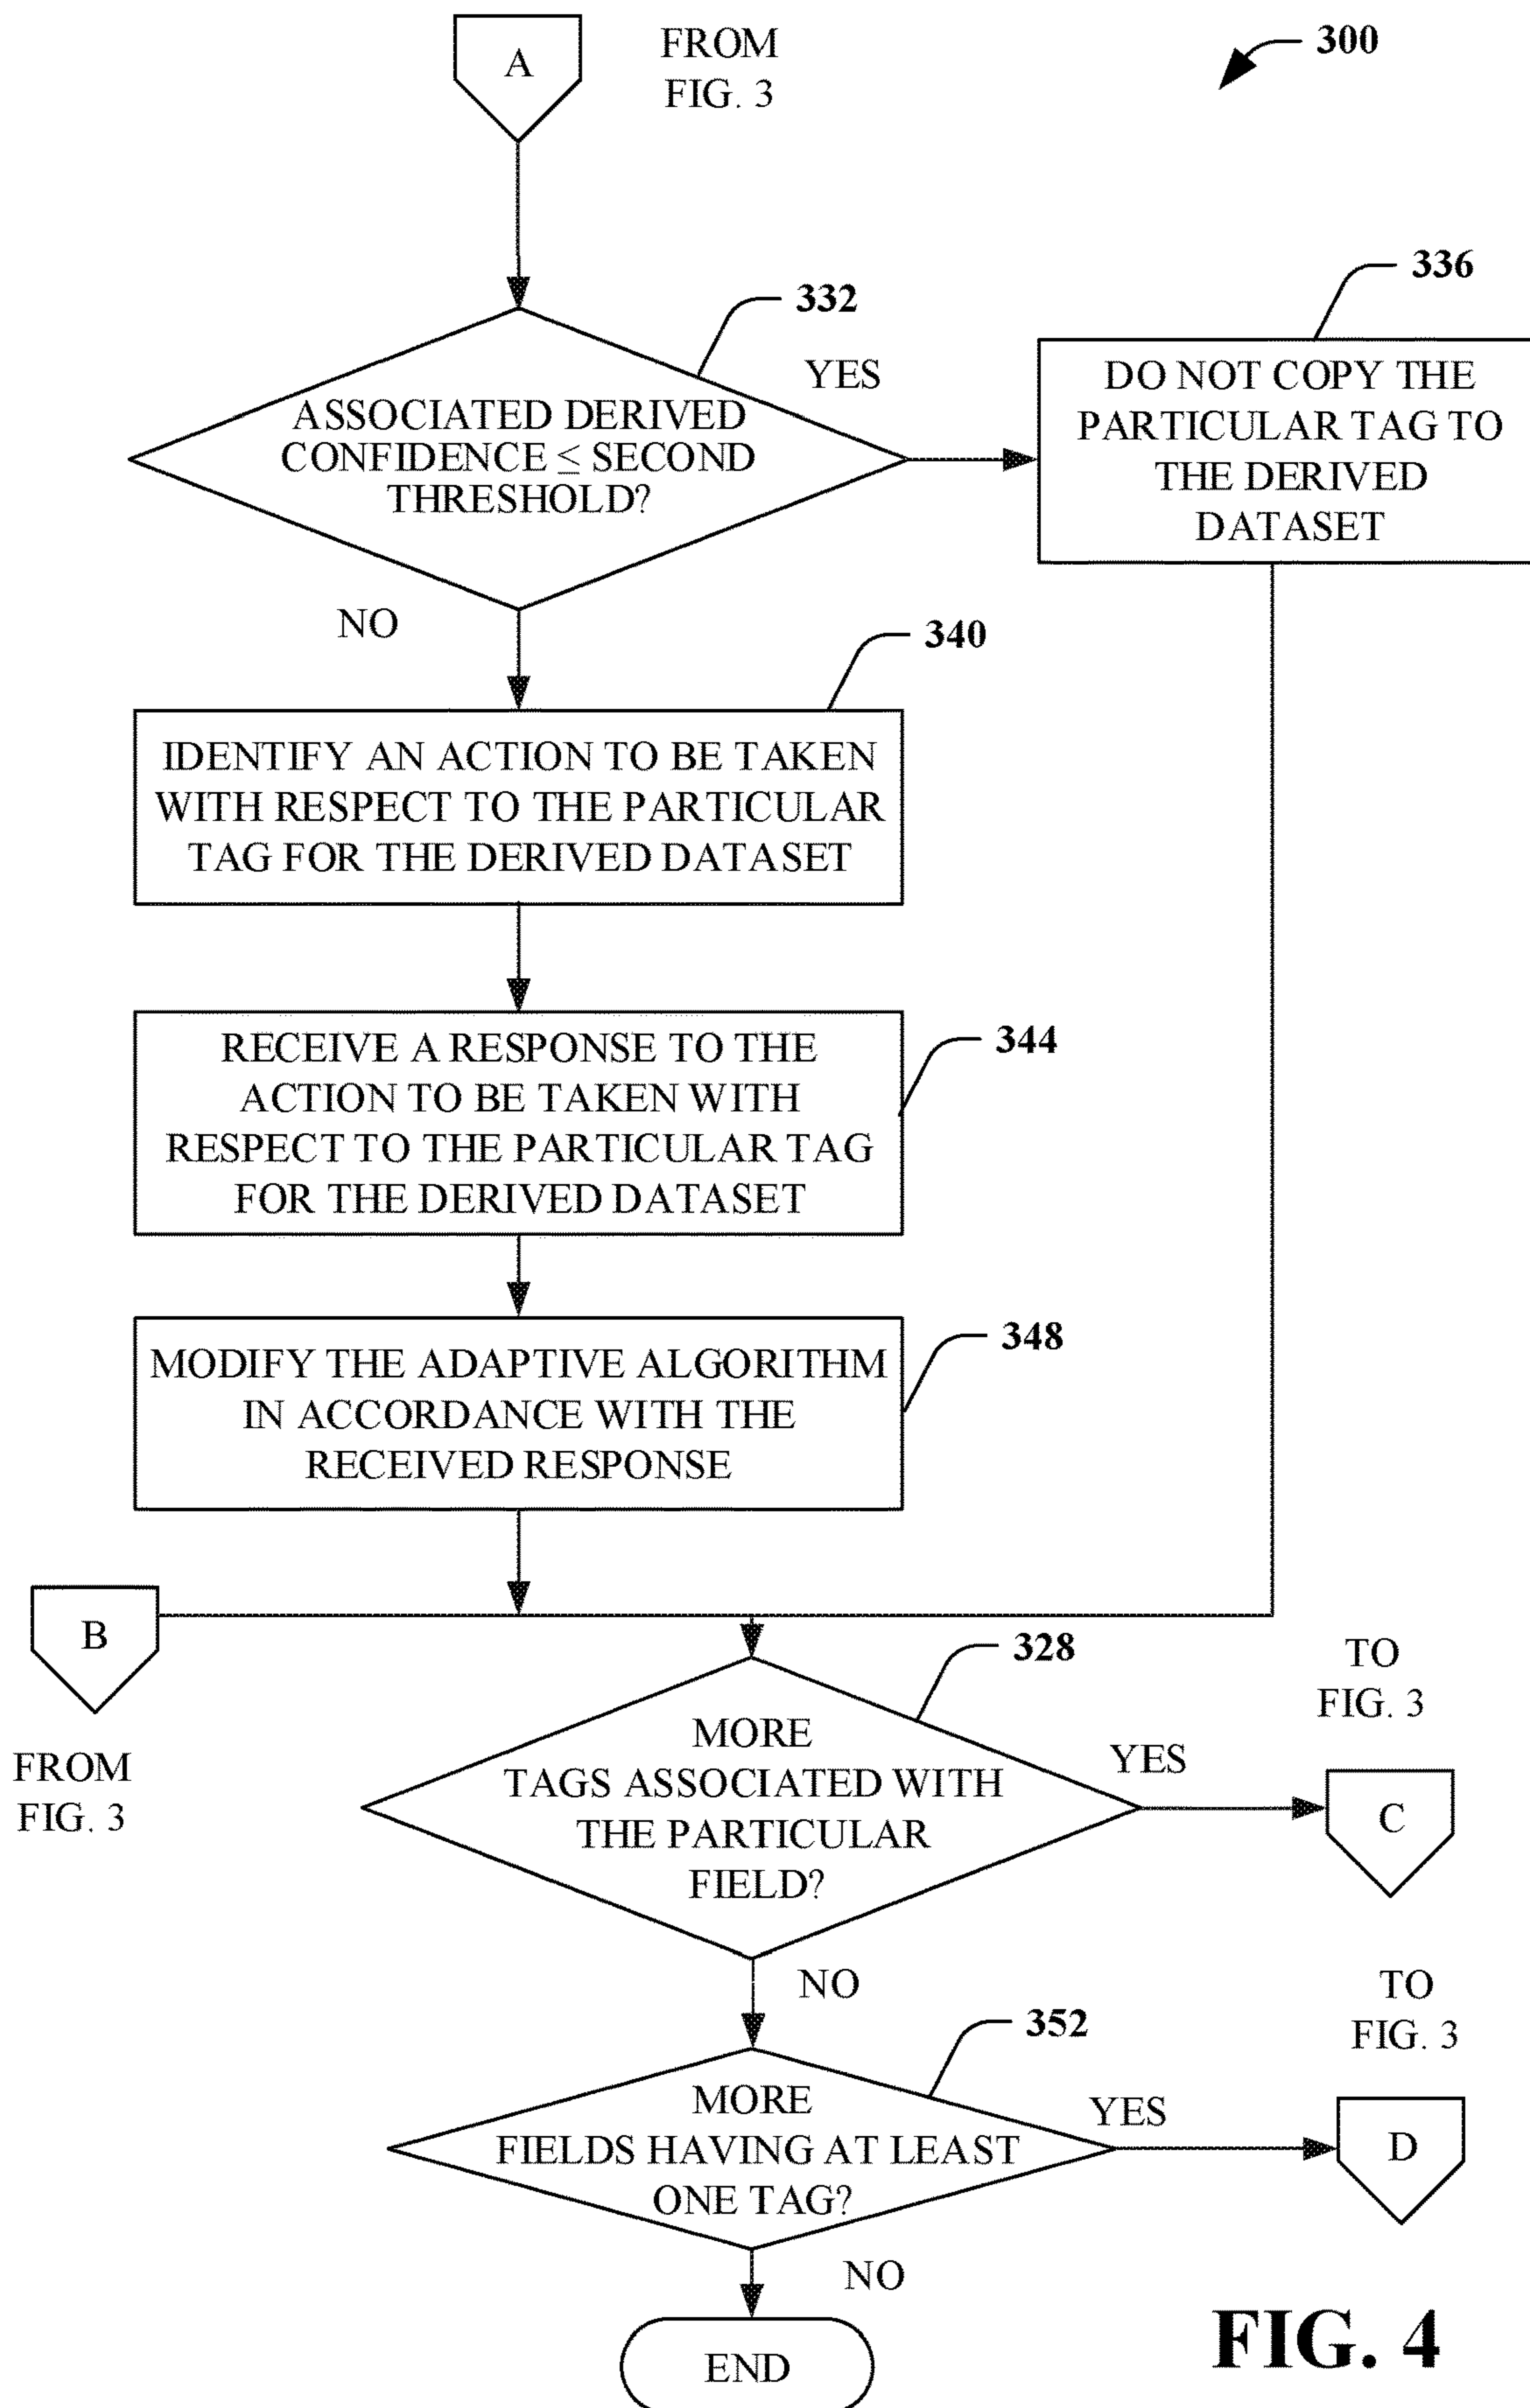 A
FROM
FIG. 3
300
332
336
YES
ASSOCIATED DERIVED
CONFIDENCE ≤ SECOND
THRESHOLD?
DO NOT COPY THE
PARTICULAR TAG TO
THE DERIVED
DATASET
NO
340
IDENTIFY AN ACTION TO BE TAKEN
WITH RESPECT TO THE PARTICULAR
TAG FOR THE DERIVED DATASET
344
RECEIVE A RESPONSE TO THE
ACTION TO BE TAKEN WITH
RESPECT TO THE PARTICULAR TAG
FOR THE DERIVED DATASET
348
MODIFY THE ADAPTIVE ALGORITHM
IN ACCORDANCE WITH THE
RECEIVED RESPONSE
B
FROM
FIG. 3
328
MORE
TAGS ASSOCIATED WITH
THE PARTICULAR
FIELD?
YES
TO
FIG. 3
C
NO
352
MORE
FIELDS HAVING AT LEAST
ONE TAG?
YES
TO
FIG. 3
D
NO
END
FIG. 4